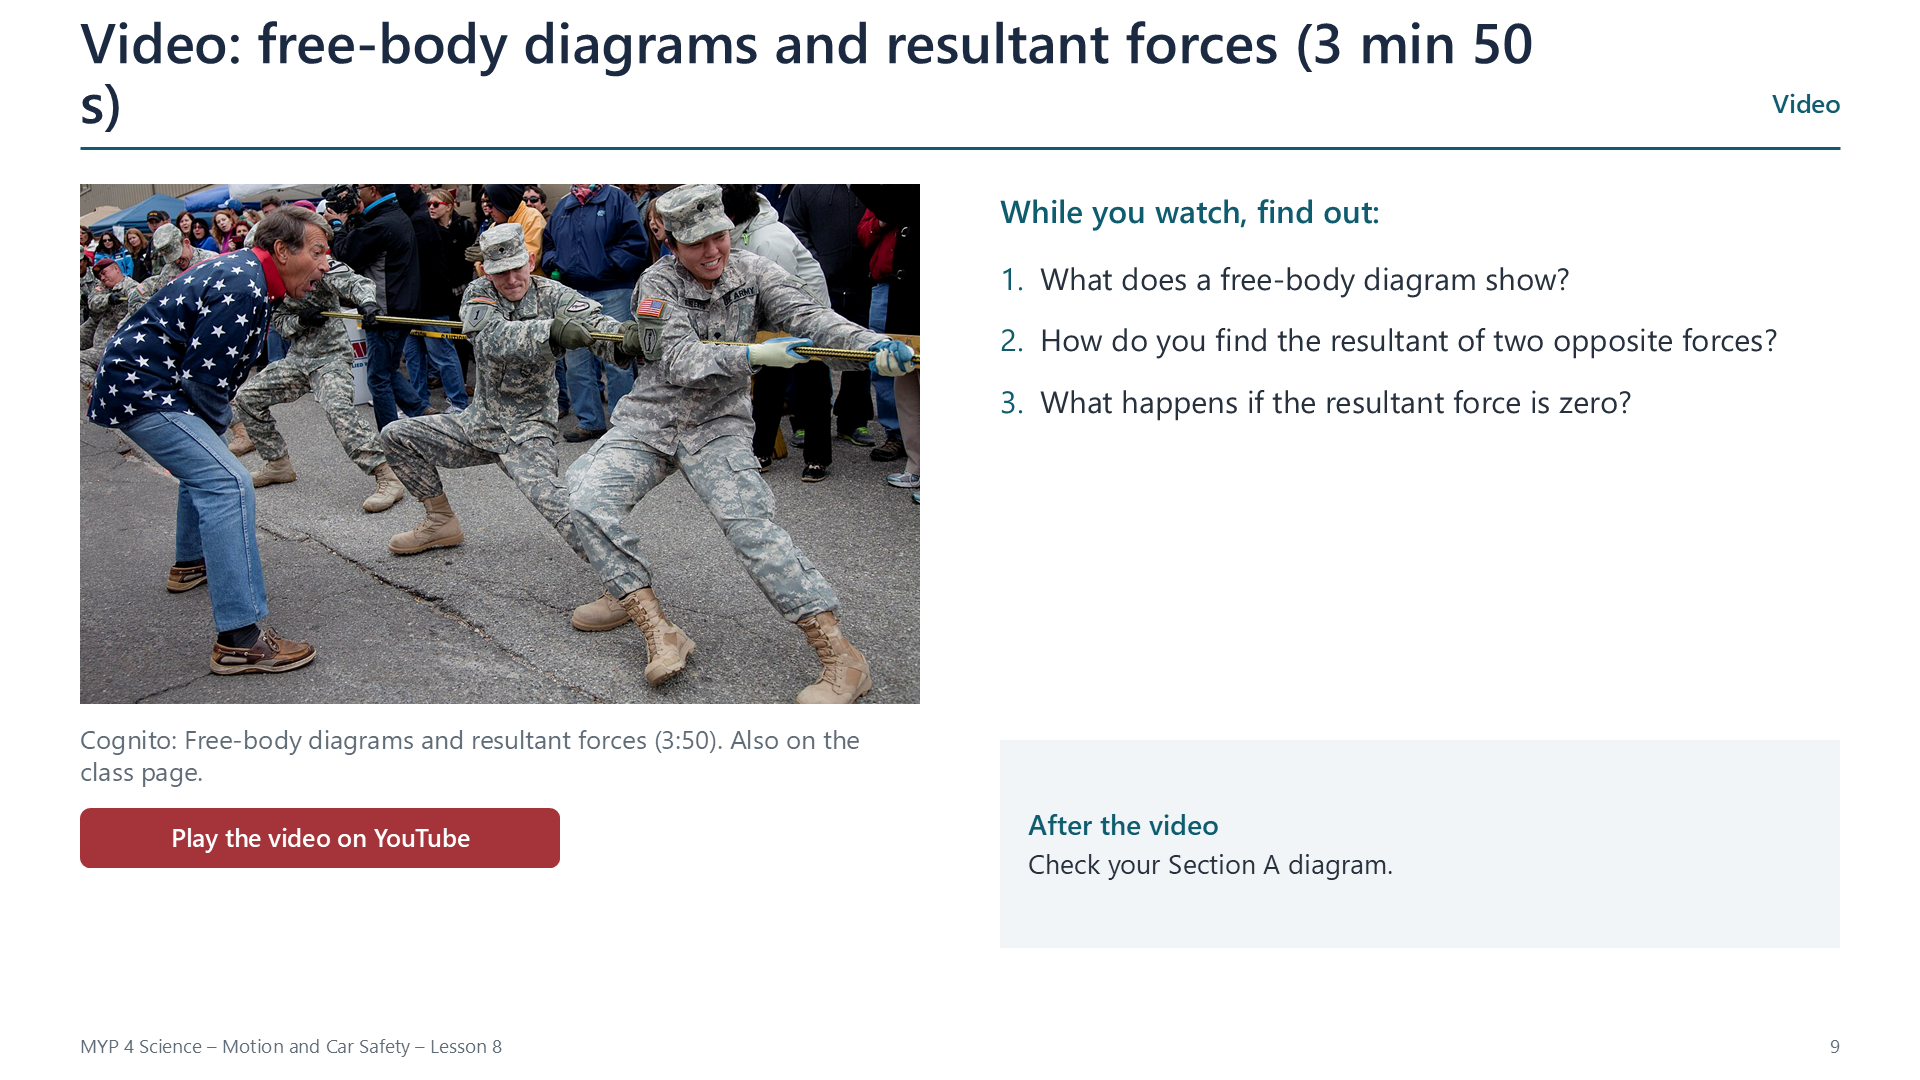 Video: free-body diagrams and resultant forces (3 min 50
s)
Video
While you watch, find out:
1. What does a free-body diagram show?
2. How do you find the resultant of two opposite forces?
3. What happens if the resultant force is zero?
Cognito: Free-body diagrams and resultant forces (3:50). Also on the
class page.
Play the video on YouTube
After the video
Check your Section A diagram.
MYP 4 Science – Motion and Car Safety – Lesson 8
9